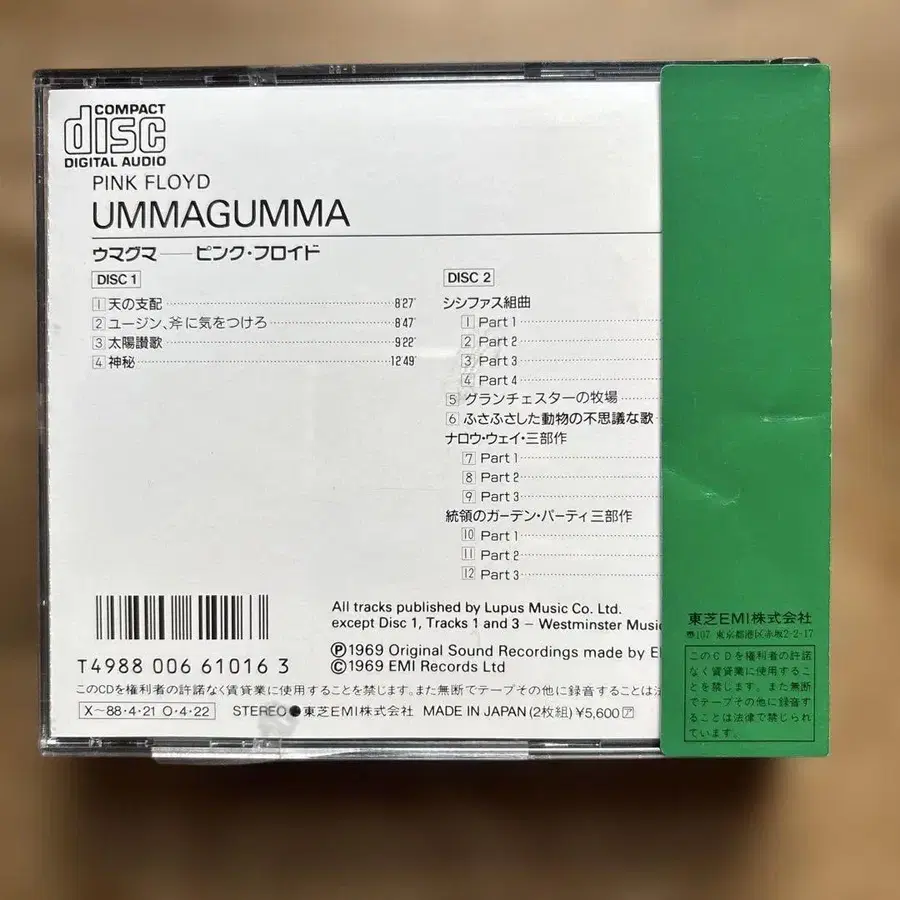 COMPACT
disc
DIGITAL AUDIO
PINK FLOYD
UMMAGUMMA
ウマグマ──ピンク・フロイド
DISC 1
1 天の支配 8'27"
2 ユージン、斧に気をつけろ 8'47"
3 太陽讃歌 9'22"
4 神秘 12'49"
DISC 2
シシファス組曲
1 Part 1
2 Part 2
3 Part 3
4 Part 4
5 グランチェスターの牧場
6 ふさふさした動物の不思議な歌
ナロウ・ウェイ・三部作
7 Part 1
8 Part 2
9 Part 3
統領のガーデン・パーティ三部作
10 Part 1
11 Part 2
12 Part 3
All tracks published by Lupus Music Co. Ltd.
except Disc 1, Tracks 1 and 3 – Westminster Music
Ⓟ1969 Original Sound Recordings made by
Ⓒ1969 EMI Records Ltd
T4988 006 61016 3
このCDを権利者の許諾なく賃貸業に使用することを禁じます。また無断でテープその他に録音することは
X〜88・4・21 O・4・22 STEREO ●東芝EMI株式会社 MADE IN JAPAN (2枚組) ¥5,600 ア
東芝EMI株式会社
〒107 東京都港区赤坂2-2-17
このCDを権利者の許諾
なく賃貸業に使用するこ
とを禁じます。また無断
でテープその他に録音す
ることは法律で禁じられ
ています。